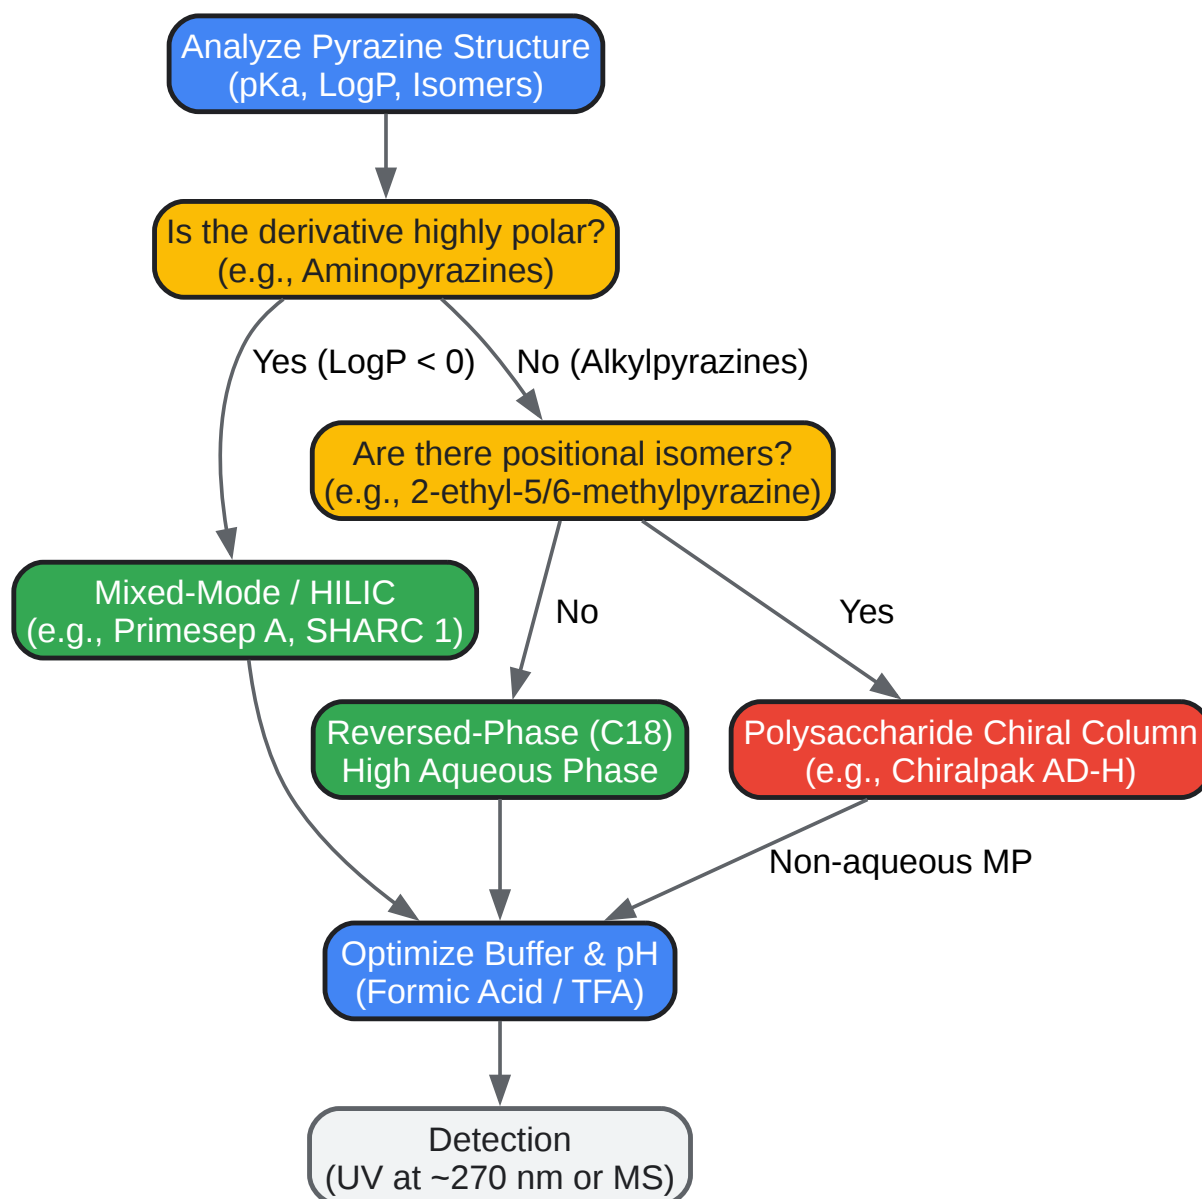 Analyze Pyrazine Structure
(pKa, LogP, Isomers)
Is the derivative highly polar?
(e.g., Aminopyrazines)
Yes (LogP < 0)
No (Alkylpyrazines)
Are there positional isomers?
(e.g., 2-ethyl-5/6-methylpyrazine)
Mixed-Mode / HILIC
(e.g., Primesep A, SHARC 1)
No
Yes
Reversed-Phase (C18)
High Aqueous Phase
Polysaccharide Chiral Column
(e.g., Chiralpak AD-H)
Non-aqueous MP
Optimize Buffer & pH
(Formic Acid / TFA)
Detection
(UV at ~270 nm or MS)